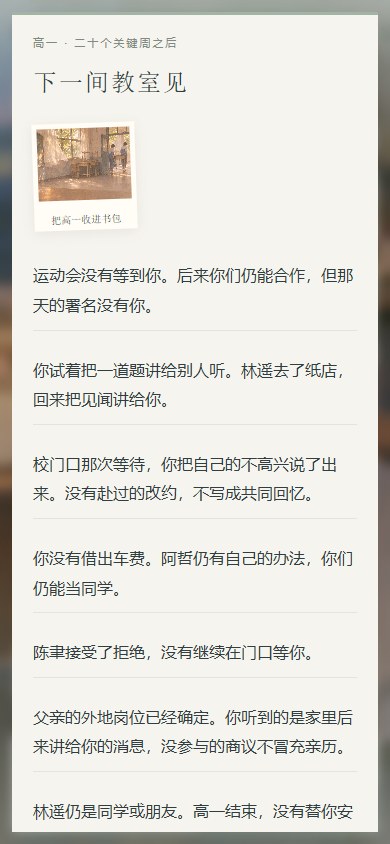 高一 · 二十个关键周之后
下一间教室见
把高一收进书包
运动会没有等到你。后来你们仍能合作，但那
天的署名没有你。
你试着把一道题讲给别人听。林遥去了纸店，
回来把见闻讲给你。
校门口那次等待，你把自己的不高兴说了出
来。没有赴过的改约，不写成共同回忆。
你没有借出车费。阿哲仍有自己的办法，你们
仍能当同学。
陈聿接受了拒绝，没有继续在门口等你。
父亲的外地岗位已经确定。你听到的是家里后
来讲给你的消息，没参与的商议不冒充亲历。
林遥仍是同学或朋友。高一结束，没有替你安